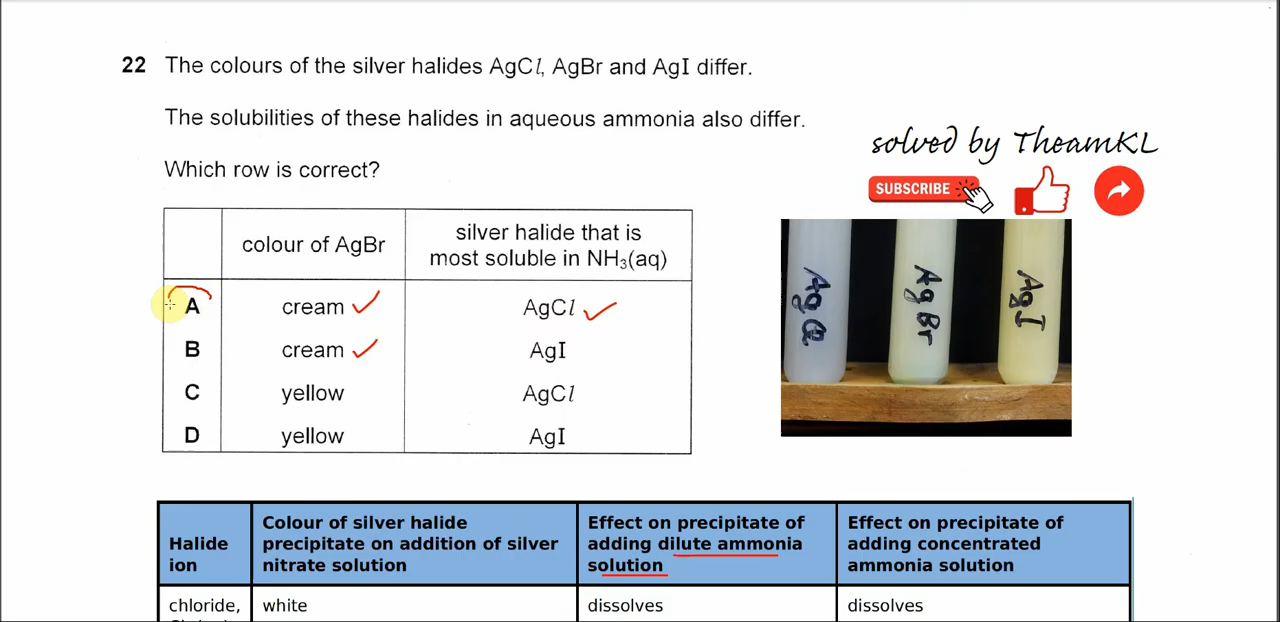 22 The colours of the silver halides AgCl, AgBr and AgI differ.
The solubilities of these halides in aqueous ammonia also differ.
Which row is correct?
solved by TheamKL
SUBSCRIBE
colour of AgBr
silver halide that is
most soluble in NH₃(aq)
A cream AgCl
B cream AgI
C yellow AgCl
D yellow AgI
AgCl
AgBr
AgI
Halide
ion
Colour of silver halide
precipitate on addition of silver
nitrate solution
Effect on precipitate of
adding dilute ammonia
solution
Effect on precipitate of
adding concentrated
ammonia solution
chloride, white dissolves dissolves